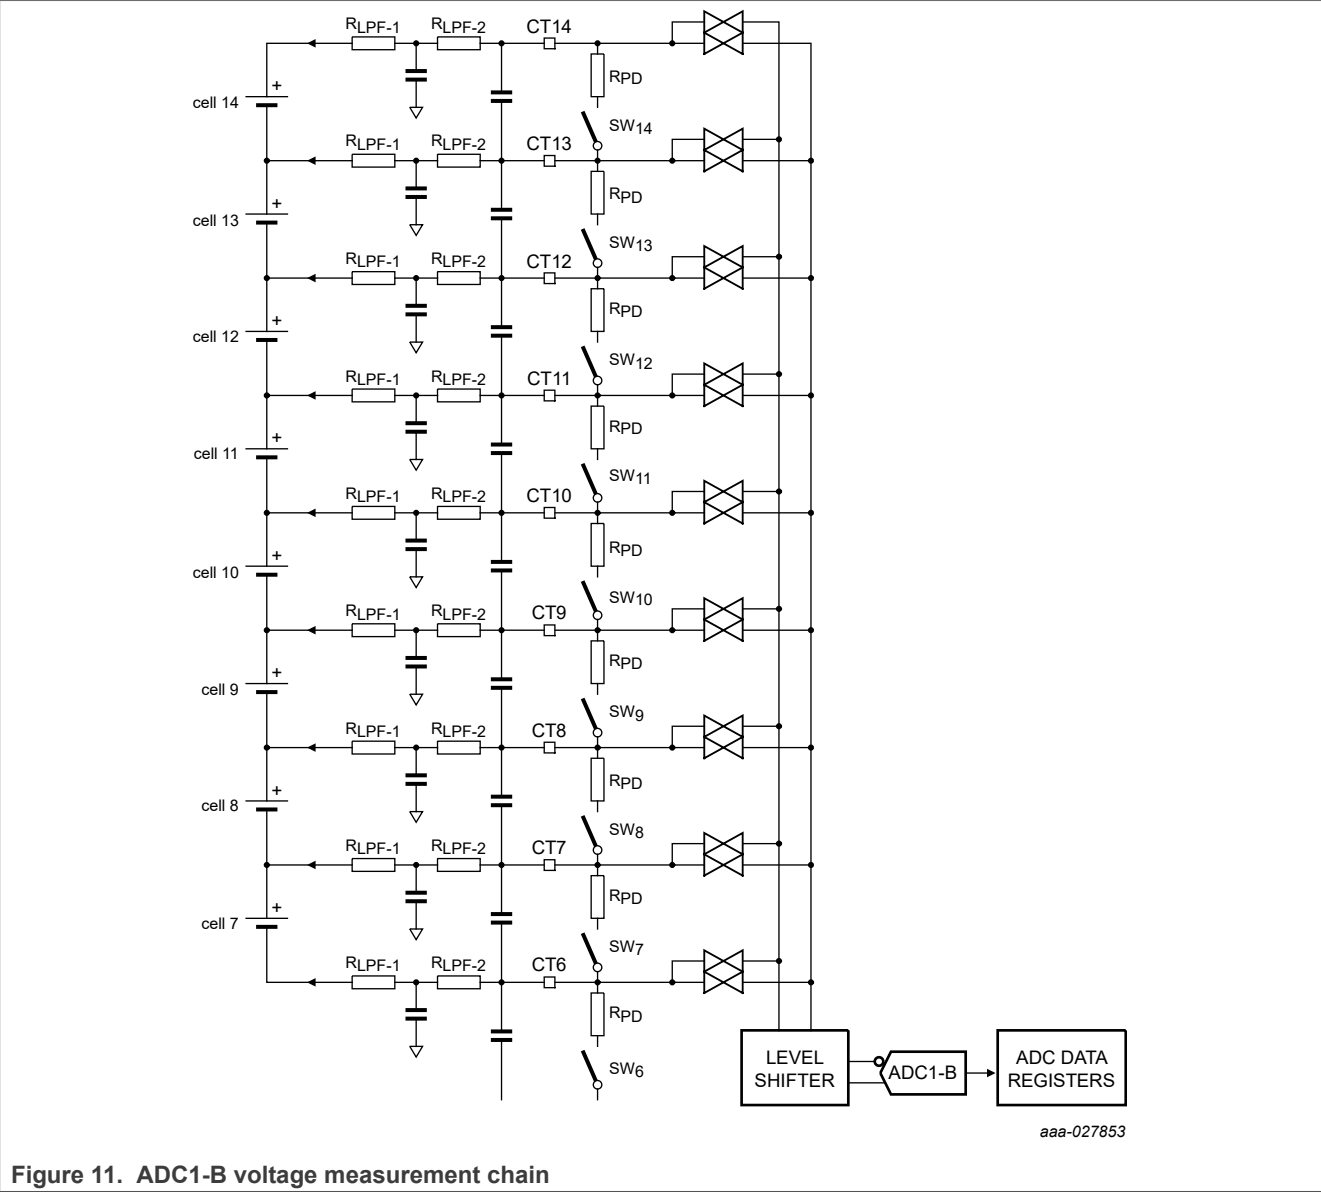 RLPF-1 RLPF-2 CT14
RPD
+
cell 14
SW14
RLPF-1 RLPF-2 CT13
RPD
+
cell 13
SW13
RLPF-1 RLPF-2 CT12
RPD
+
cell 12
SW12
RLPF-1 RLPF-2 CT11
RPD
+
cell 11
SW11
RLPF-1 RLPF-2 CT10
RPD
+
cell 10
SW10
RLPF-1 RLPF-2 CT9
RPD
+
cell 9
SW9
RLPF-1 RLPF-2 CT8
RPD
+
cell 8
SW8
RLPF-1 RLPF-2 CT7
RPD
+
cell 7
SW7
RLPF-1 RLPF-2 CT6
RPD
SW6
LEVEL
SHIFTER
ADC1-B
ADC DATA
REGISTERS
aaa-027853
Figure 11. ADC1-B voltage measurement chain